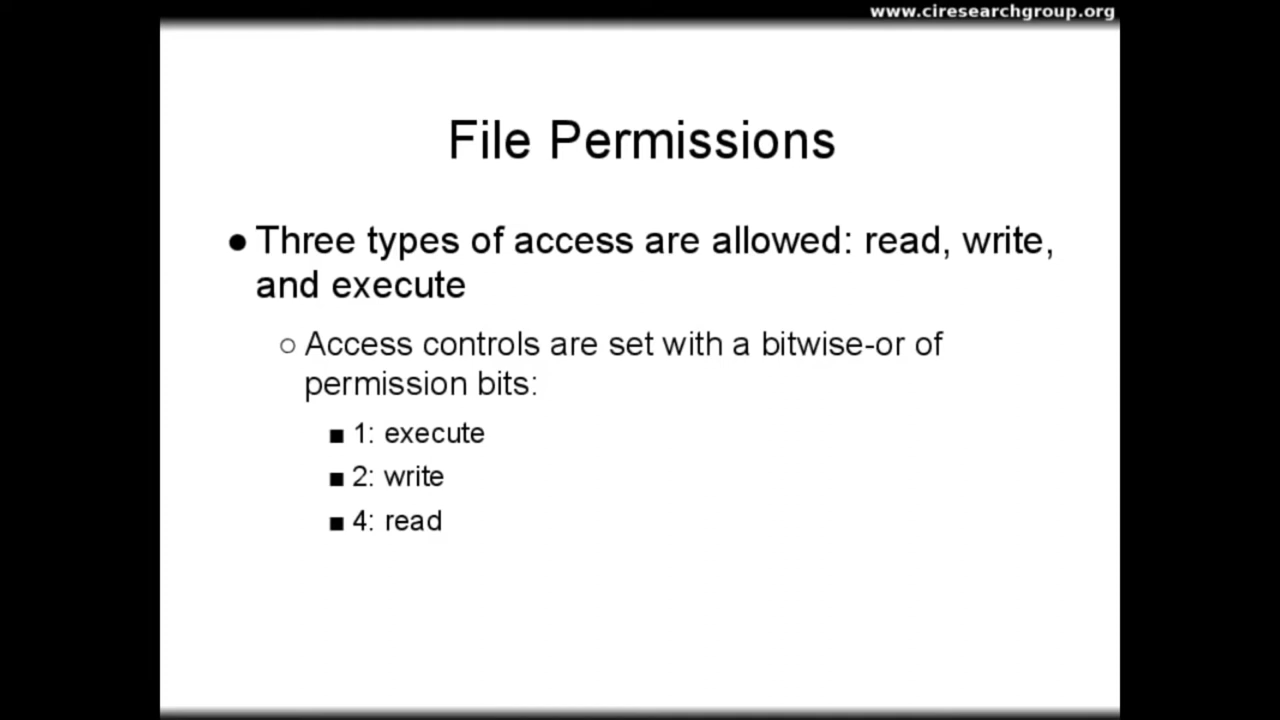 www.ciresearchgroup.org
File Permissions
● Three types of access are allowed: read, write,
and execute
○ Access controls are set with a bitwise-or of
permission bits:
■ 1: execute
■ 2: write
■ 4: read